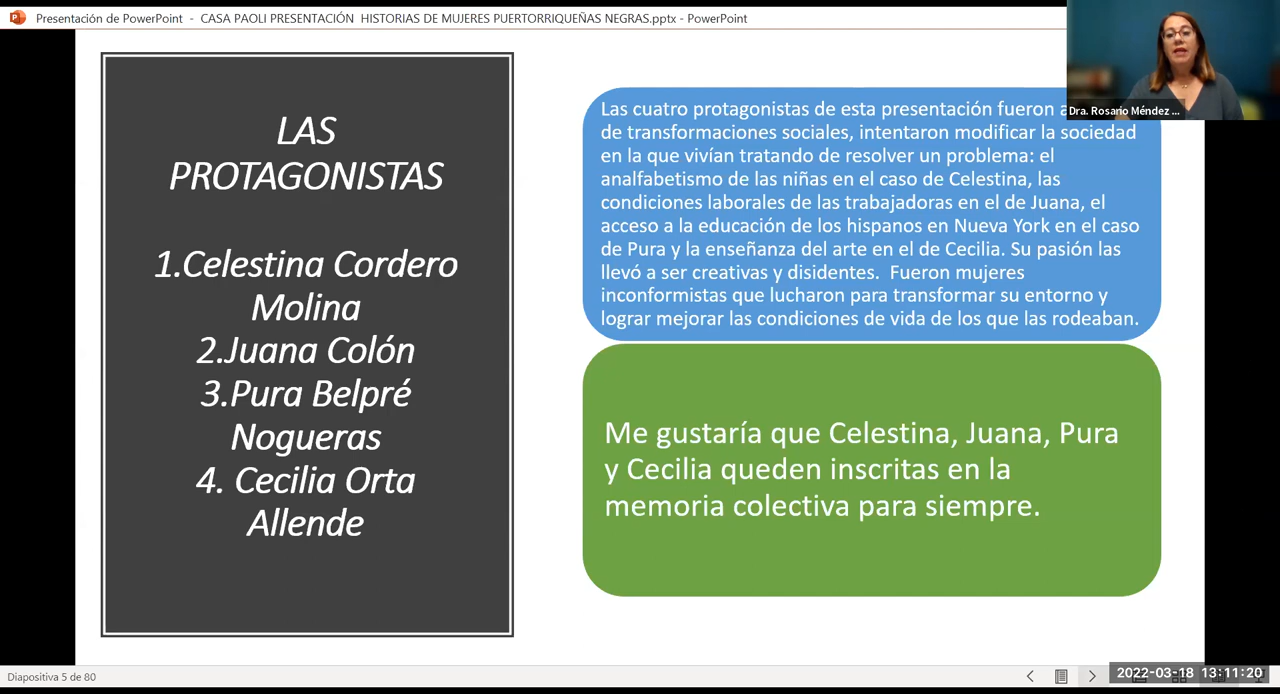 Presentación de PowerPoint - CASA PAOLI PRESENTACIÓN HISTORIAS DE MUJERES PUERTORRIQUEÑAS NEGRAS.pptx - PowerPoint
Dra. Rosario Méndez ...
LAS
PROTAGONISTAS
1.Celestina Cordero
Molina
2.Juana Colón
3.Pura Belpré
Nogueras
4. Cecilia Orta
Allende
Las cuatro protagonistas de esta presentación fueron
de transformaciones sociales, intentaron modificar la sociedad
en la que vivían tratando de resolver un problema: el
analfabetismo de las niñas en el caso de Celestina, las
condiciones laborales de las trabajadoras en el de Juana, el
acceso a la educación de los hispanos en Nueva York en el caso
de Pura y la enseñanza del arte en el de Cecilia. Su pasión las
llevó a ser creativas y disidentes. Fueron mujeres
inconformistas que lucharon para transformar su entorno y
lograr mejorar las condiciones de vida de los que las rodeaban.
Me gustaría que Celestina, Juana, Pura
y Cecilia queden inscritas en la
memoria colectiva para siempre.
Diapositiva 5 de 80
2022-03-18 13:11:20